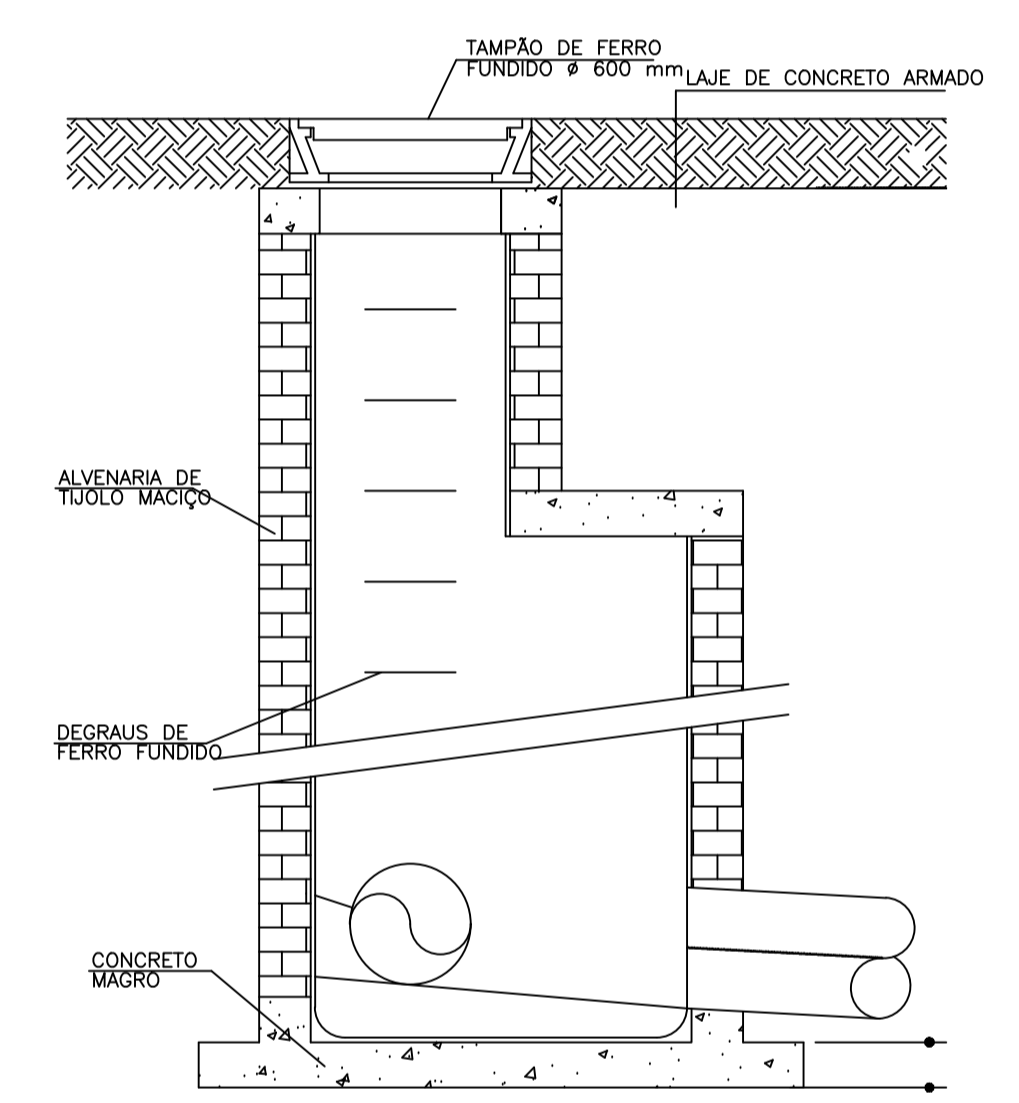 TAMPÃO DE FERRO
FUNDIDO ø 600 mm
LAJE DE CONCRETO ARMADO
ALVENARIA DE
TIJOLO MACIÇO
DEGRAUS DE
FERRO FUNDIDO
CONCRETO
MAGRO